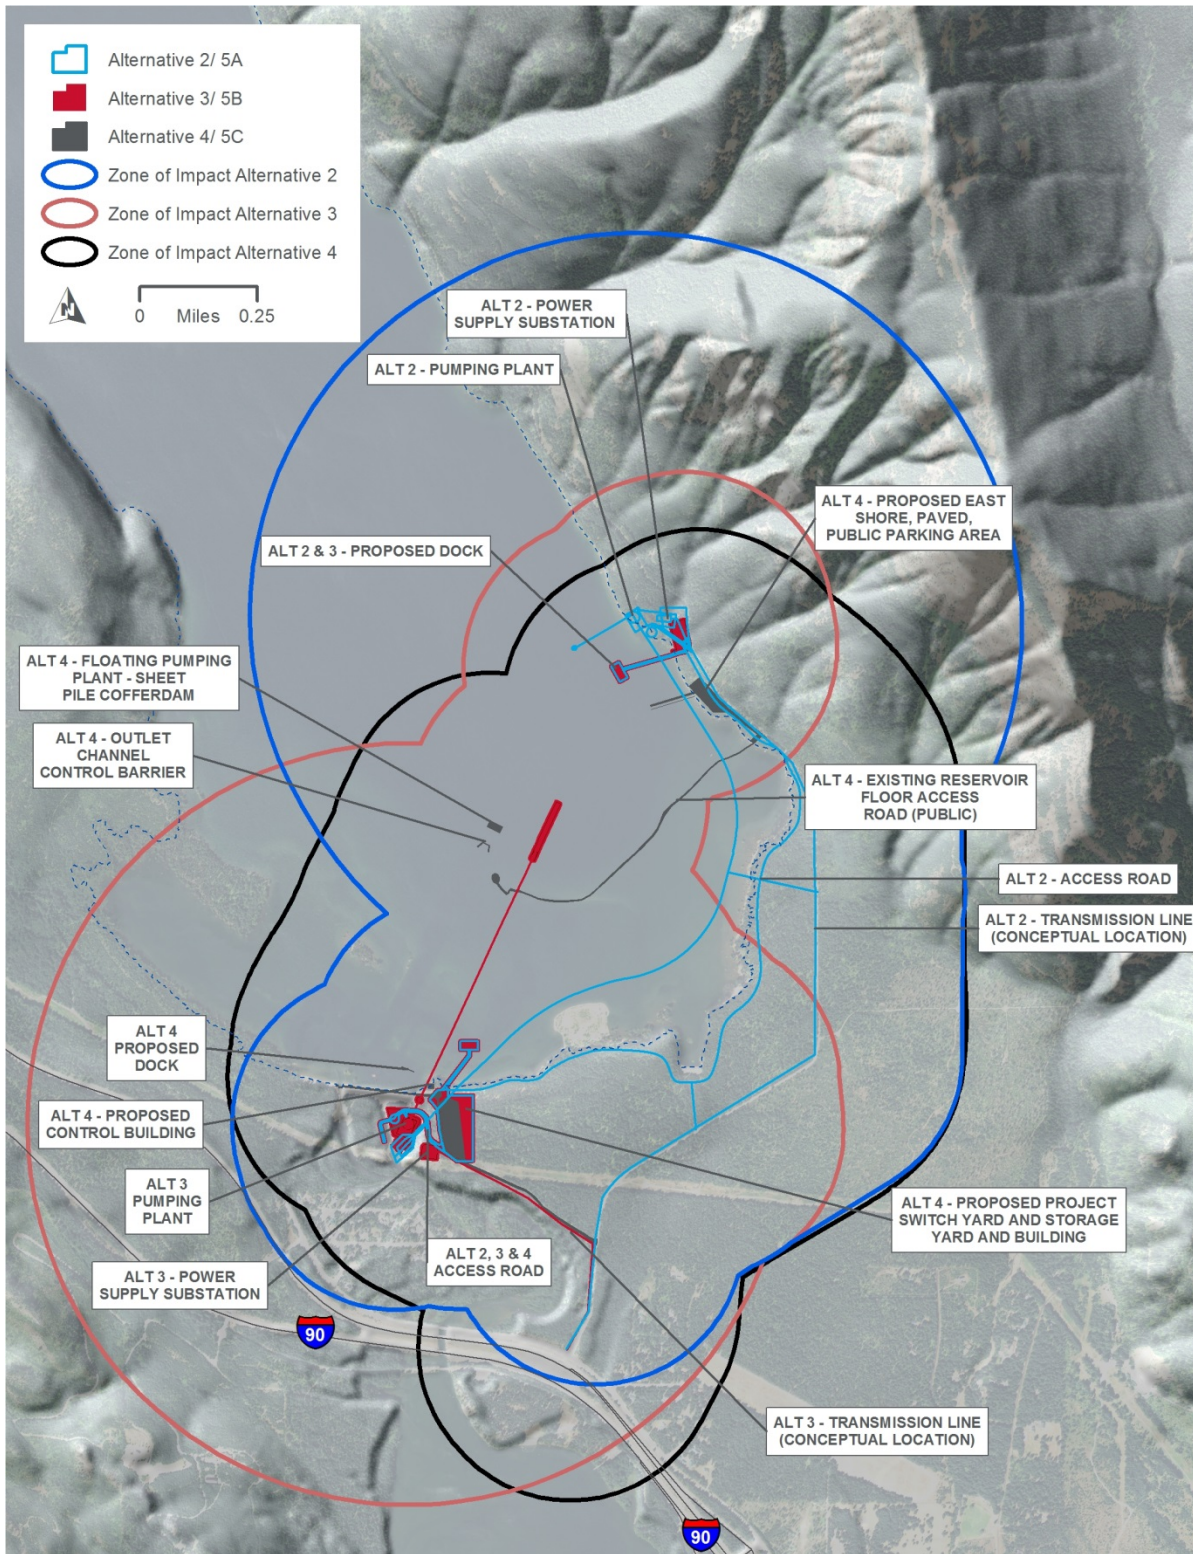 Alternative 2/ 5A
Alternative 3/ 5B
Alternative 4/ 5C
Zone of Impact Alternative 2
Zone of Impact Alternative 3
Zone of Impact Alternative 4
N
0 Miles 0.25
ALT 2 - POWER
SUPPLY SUBSTATION
ALT 2 - PUMPING PLANT
ALT 4 - PROPOSED EAST
SHORE, PAVED,
PUBLIC PARKING AREA
ALT 2 & 3 - PROPOSED DOCK
ALT 4 - FLOATING PUMPING
PLANT - SHEET
PILE COFFERDAM
ALT 4 - OUTLET
CHANNEL
CONTROL BARRIER
ALT 4 - EXISTING RESERVOIR
FLOOR ACCESS
ROAD (PUBLIC)
ALT 2 - ACCESS ROAD
ALT 2 - TRANSMISSION LINE
(CONCEPTUAL LOCATION)
ALT 4
PROPOSED
DOCK
ALT 4 - PROPOSED
CONTROL BUILDING
ALT 3
PUMPING
PLANT
ALT 4 - PROPOSED PROJECT
SWITCH YARD AND STORAGE
YARD AND BUILDING
ALT 2, 3 & 4
ACCESS ROAD
ALT 3 - POWER
SUPPLY SUBSTATION
90
ALT 3 - TRANSMISSION LINE
(CONCEPTUAL LOCATION)
90